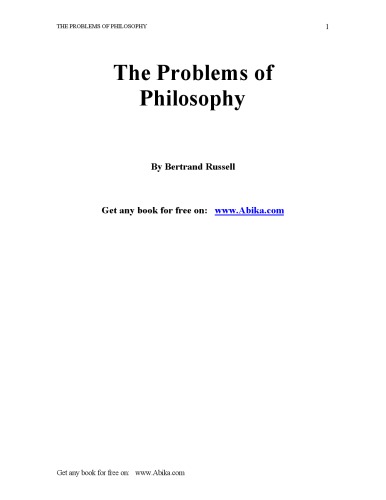 THE PROBLEMS OF PHILOSOPHY 1
The Problems of
Philosophy
By Bertrand Russell
Get any book for free on: www.Abika.com
Get any book for free on: www.Abika.com